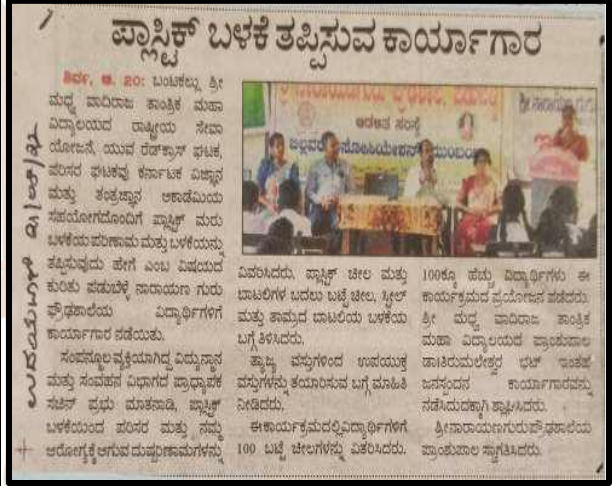 ಪ್ಲಾಸ್ಟಿಕ್ ಬಳಕೆ ತಪ್ಪಿಸುವ ಕಾರ್ಯಾಗಾರ
ಶಿರ್ವ, ಆ. 20: ಬಂಟಕಲ್ಲು ಶ್ರೀ
ಮಧ್ವ ವಾದಿರಾಜ ತಾಂತ್ರಿಕ ಮಹಾ
ವಿದ್ಯಾಲಯದ ರಾಷ್ಟ್ರೀಯ ಸೇವಾ
ಯೋಜನೆ, ಯುವ ರೆಡ್‌ಕ್ರಾಸ್ ಘಟಕ,
ಪರಿಸರ ಘಟಕವು ಕರ್ನಾಟಕ ವಿಜ್ಞಾನ
ಮತ್ತು ತಂತ್ರಜ್ಞಾನ ಅಕಾಡೆಮಿಯ
ಸಹಯೋಗದೊಂದಿಗೆ ಪ್ಲಾಸ್ಟಿಕ್ ಮರು
ಬಳಕೆಯ ಪರಿಣಾಮ ಮತ್ತು ಬಳಕೆಯನ್ನು
ತಪ್ಪಿಸುವುದು ಹೇಗೆ ಎಂಬ ವಿಷಯದ
ಕುರಿತು ಪಡುಬೆಳ್ಳೆ ನಾರಾಯಣ ಗುರು
ಪ್ರೌಢಶಾಲೆಯ ವಿದ್ಯಾರ್ಥಿಗಳಿಗೆ
ಕಾರ್ಯಾಗಾರ ನಡೆಯಿತು.
ಸಂಪನ್ಮೂಲ ವ್ಯಕ್ತಿಯಾಗಿದ್ದ ವಿದ್ಯುನ್ಮಾನ
ಮತ್ತು ಸಂವಹನ ವಿಭಾಗದ ಪ್ರಾಧ್ಯಾಪಕ
ಸಚಿನ್ ಪ್ರಭು ಮಾತನಾಡಿ, ಪ್ಲಾಸ್ಟಿಕ್
ಬಳಕೆಯಿಂದ ಪರಿಸರ ಮತ್ತು ನಮ್ಮ
ಆರೋಗ್ಯಕ್ಕೆ ಆಗುವ ದುಷ್ಪರಿಣಾಮಗಳನ್ನು
ವಿವರಿಸಿದರು. ಪ್ಲಾಸ್ಟಿಕ್ ಚೀಲ ಮತ್ತು
ಬಾಟಲಿಗಳ ಬದಲು ಬಟ್ಟೆ ಚೀಲ, ಸ್ಟೀಲ್
ಮತ್ತು ತಾಮ್ರದ ಬಾಟಲಿಯ ಬಳಕೆಯ
ಬಗ್ಗೆ ತಿಳಿಸಿದರು.
ತ್ಯಾಜ್ಯ ವಸ್ತುಗಳಿಂದ ಉಪಯುಕ್ತ
ವಸ್ತುಗಳನ್ನು ತಯಾರಿಸುವ ಬಗ್ಗೆ ಮಾಹಿತಿ
ನೀಡಿದರು.
ಈ ಕಾರ್ಯಕ್ರಮದಲ್ಲಿ ವಿದ್ಯಾರ್ಥಿಗಳಿಗೆ
100 ಬಟ್ಟೆ ಚೀಲಗಳನ್ನು ವಿತರಿಸಿದರು.
100ಕ್ಕೂ ಹೆಚ್ಚು ವಿದ್ಯಾರ್ಥಿಗಳು ಈ
ಕಾರ್ಯಕ್ರಮದ ಪ್ರಯೋಜನ ಪಡೆದರು.
ಶ್ರೀ ಮಧ್ವ ವಾದಿರಾಜ ತಾಂತ್ರಿಕ
ಮಹಾ ವಿದ್ಯಾಲಯದ ಪ್ರಾಂಶುಪಾಲ
ಡಾ।ತಿರುಮಲೇಶ್ವರ ಭಟ್ ಇಂತಹ
ಜನಸ್ಪಂದನ ಕಾರ್ಯಾಗಾರವನ್ನು
ನಡೆಸಿದುದಕ್ಕಾಗಿ ಶ್ಲಾಘಿಸಿದರು.
ಶ್ರೀನಾರಾಯಣಗುರುಪ್ರೌಢಶಾಲೆಯ
ಪ್ರಾಂಶುಪಾಲ ಸ್ವಾಗತಿಸಿದರು.
ಆಡಳಿತ ಸಂಸ್ಥೆ